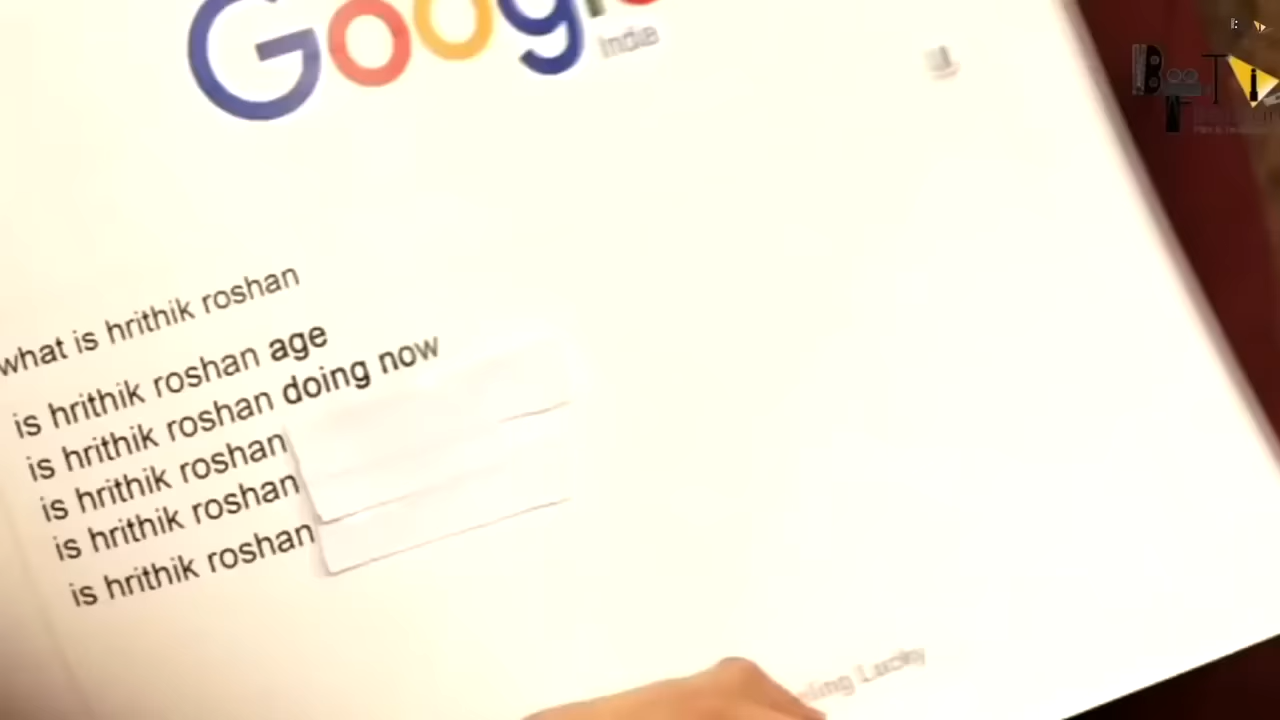 Google
India
what is hrithik roshan
is hrithik roshan age
is hrithik roshan doing now
is hrithik roshan
is hrithik roshan
is hrithik roshan
Lucky